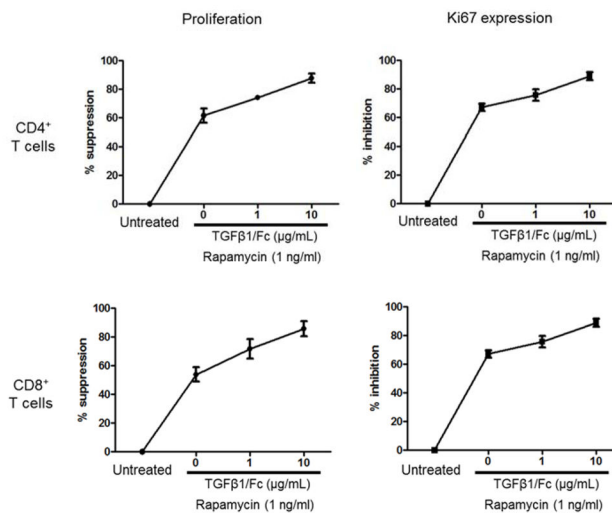 Proliferation
Ki67 expression
CD4⁺
T cells
% suppression
100
80
60
40
20
0
Untreated
0
1
10
TGFβ1/Fc (µg/mL)
Rapamycin (1 ng/ml)
% inhibition
100
80
60
40
20
0
Untreated
0
1
10
TGFβ1/Fc (µg/mL)
Rapamycin (1 ng/ml)
CD8⁺
T cells
% suppression
100
80
60
40
20
0
Untreated
0
1
10
TGFβ1/Fc (µg/mL)
Rapamycin (1 ng/ml)
% inhibition
100
80
60
40
20
0
Untreated
0
1
10
TGFβ1/Fc (µg/mL)
Rapamycin (1 ng/ml)